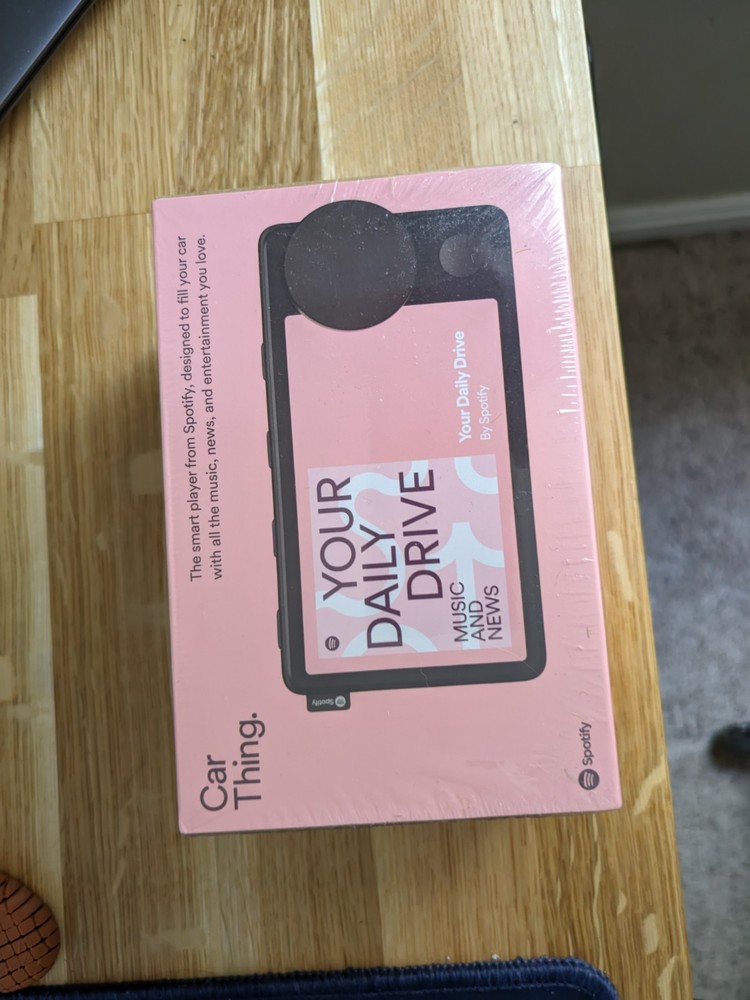 Car
Thing.
The smart player from Spotify, designed to fill your car
with all the music, news, and entertainment you love.
YOUR
DAILY
DRIVE
MUSIC
AND
NEWS
Your Daily Drive
By Spotify
Spotify
Spotify